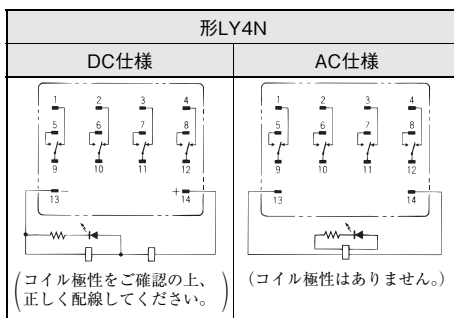 形LY4N
DC仕様
AC仕様
1 2 3 4
5 6 7 8
9 10 11 12
13 − + 14
(コイル極性をご確認の上、
正しく配線してください。)
1 2 3 4
5 6 7 8
9 10 11 12
13 14
(コイル極性はありません。)